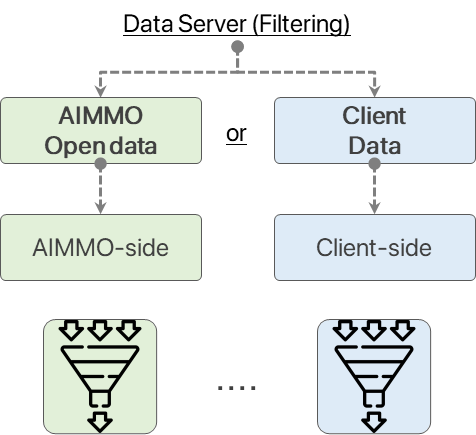 Data Server (Filtering)
AIMMO
Open data
or
Client
Data
AIMMO-side
Client-side
....